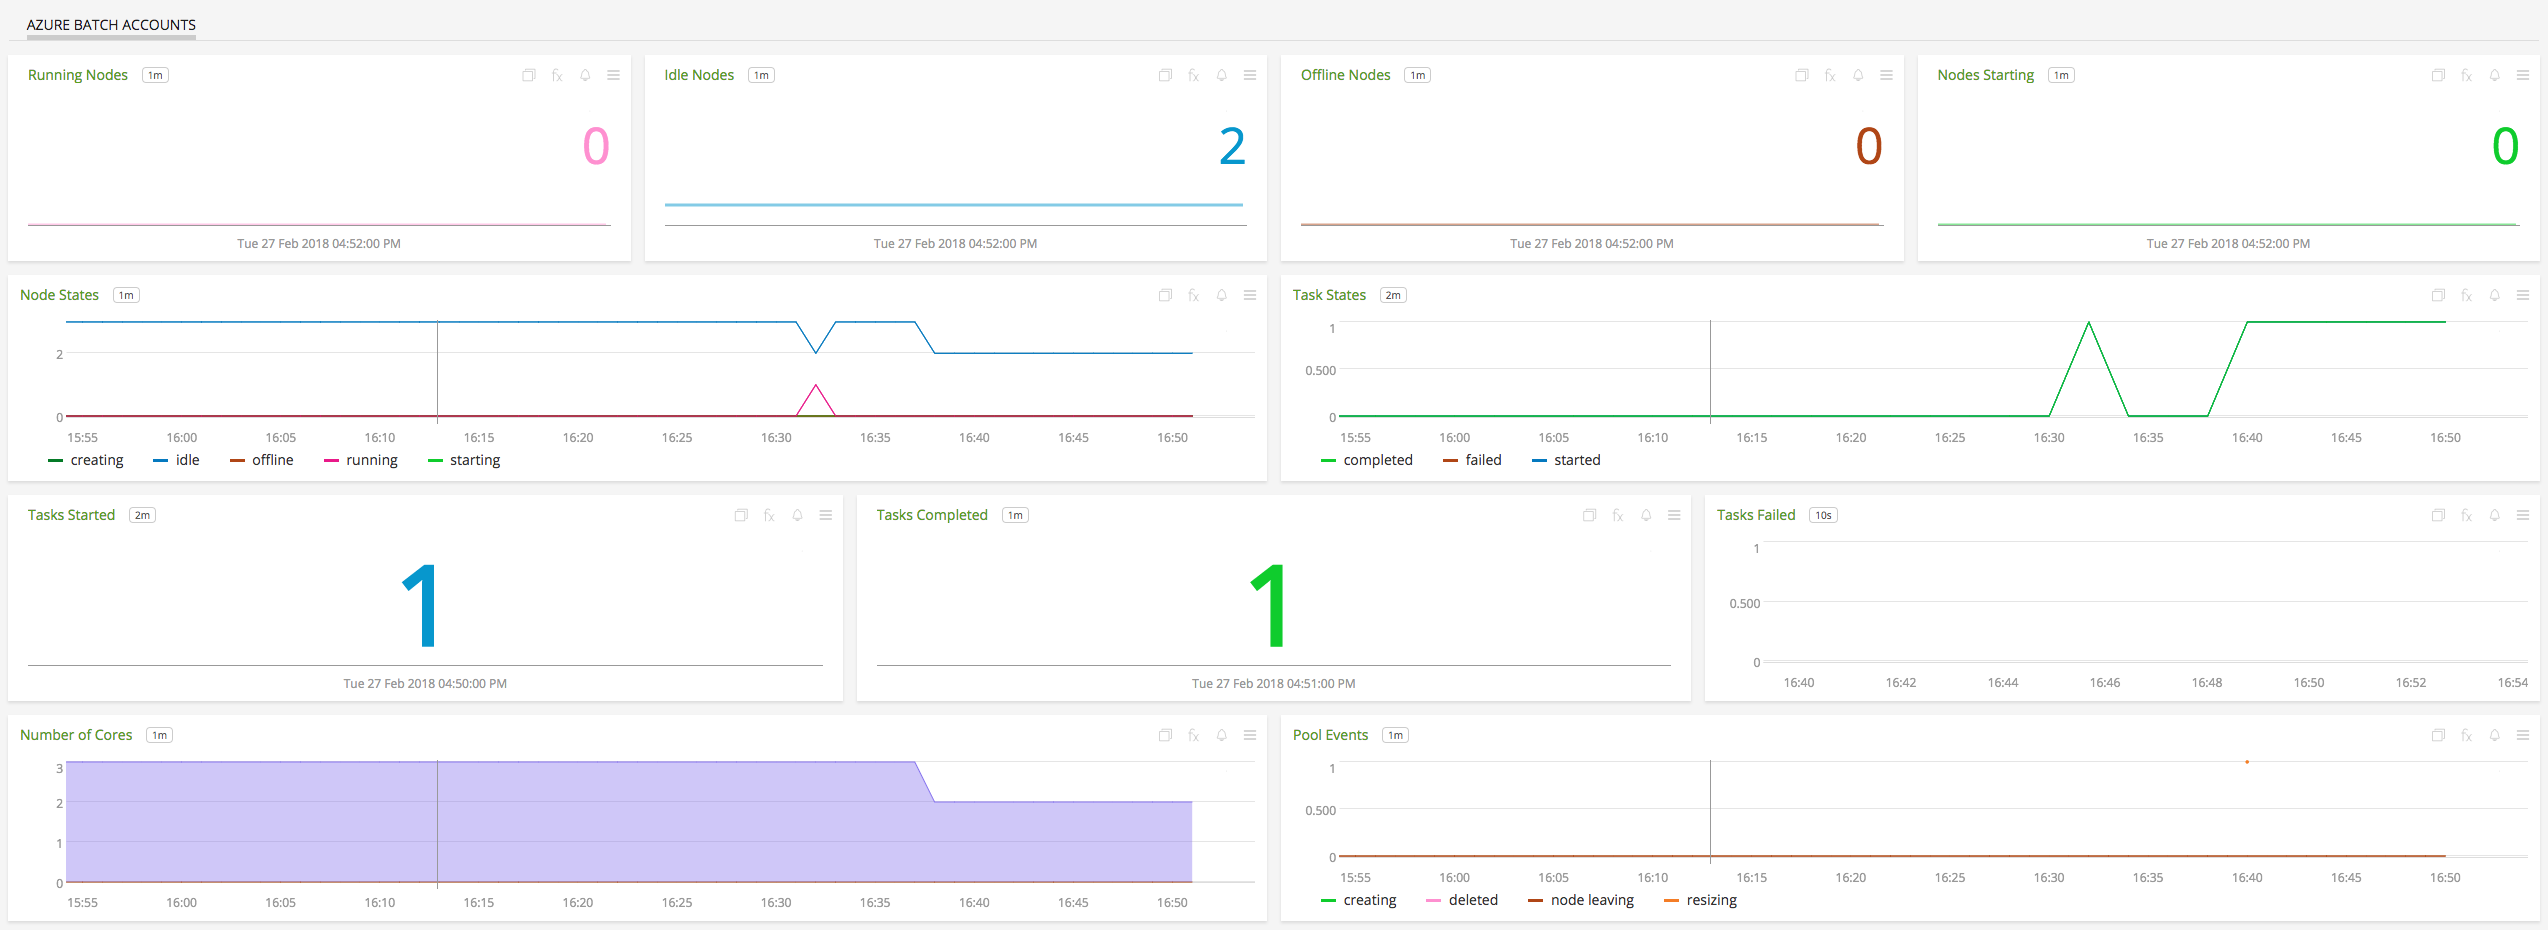 AZURE BATCH ACCOUNTS
Running Nodes 1m fx
0
Tue 27 Feb 2018 04:52:00 PM
Idle Nodes 1m fx
2
Tue 27 Feb 2018 04:52:00 PM
Offline Nodes 1m fx
0
Tue 27 Feb 2018 04:52:00 PM
Nodes Starting 1m fx
0
Tue 27 Feb 2018 04:52:00 PM
Node States 1m fx
2
0
15:55 16:00 16:05 16:10 16:15 16:20 16:25 16:30 16:35 16:40 16:45 16:50
creating idle offline running starting
Task States 2m fx
1
0.500
0
15:55 16:00 16:05 16:10 16:15 16:20 16:25 16:30 16:35 16:40 16:45 16:50
completed failed started
Tasks Started 2m fx
1
Tue 27 Feb 2018 04:50:00 PM
Tasks Completed 1m fx
1
Tue 27 Feb 2018 04:51:00 PM
Tasks Failed 10s fx
1
0.500
0
16:40 16:42 16:44 16:46 16:48 16:50 16:52 16:54
Number of Cores 1m fx
3
2
1
0
15:55 16:00 16:05 16:10 16:15 16:20 16:25 16:30 16:35 16:40 16:45 16:50
Pool Events 1m fx
1
0.500
0
15:55 16:00 16:05 16:10 16:15 16:20 16:25 16:30 16:35 16:40 16:45 16:50
creating deleted node leaving resizing